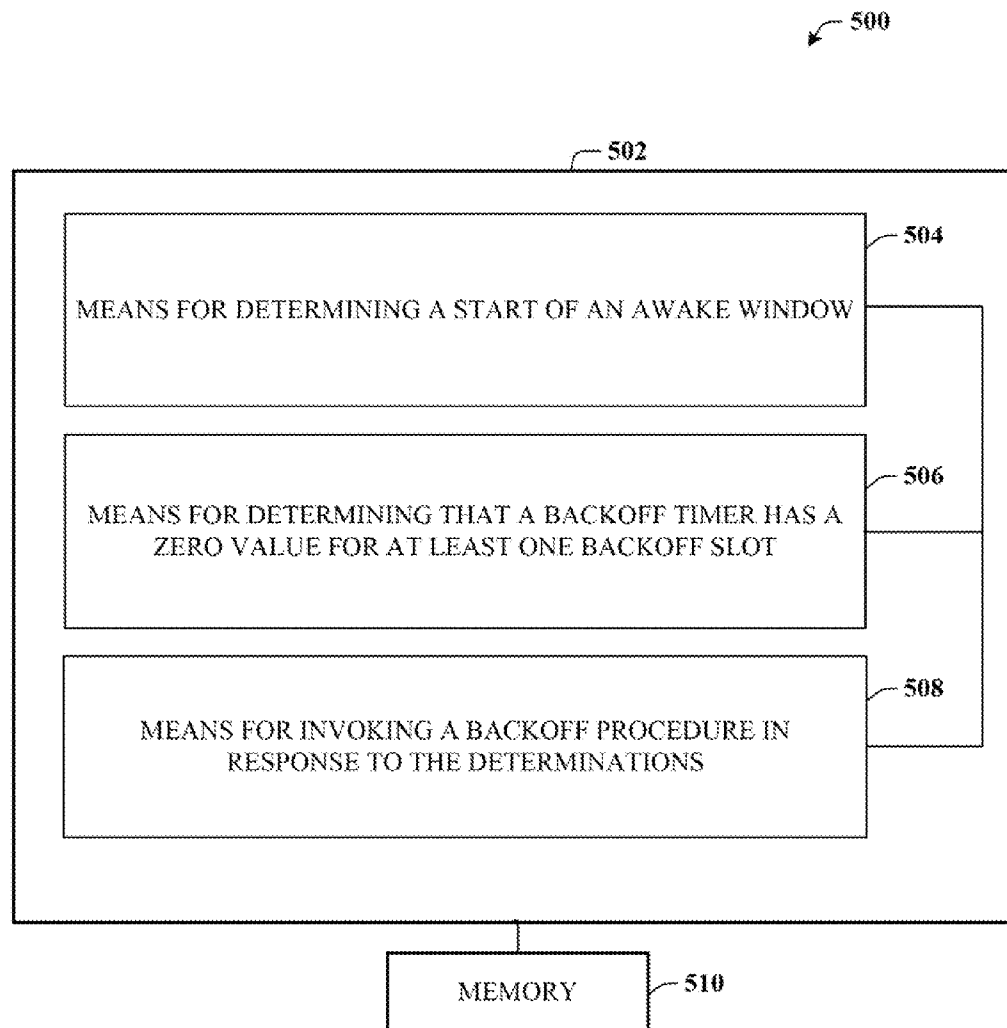 500
502
504
MEANS FOR DETERMINING A START OF AN AWAKE WINDOW
506
MEANS FOR DETERMINING THAT A BACKOFF TIMER HAS A
ZERO VALUE FOR AT LEAST ONE BACKOFF SLOT
508
MEANS FOR INVOKING A BACKOFF PROCEDURE IN
RESPONSE TO THE DETERMINATIONS
MEMORY
510